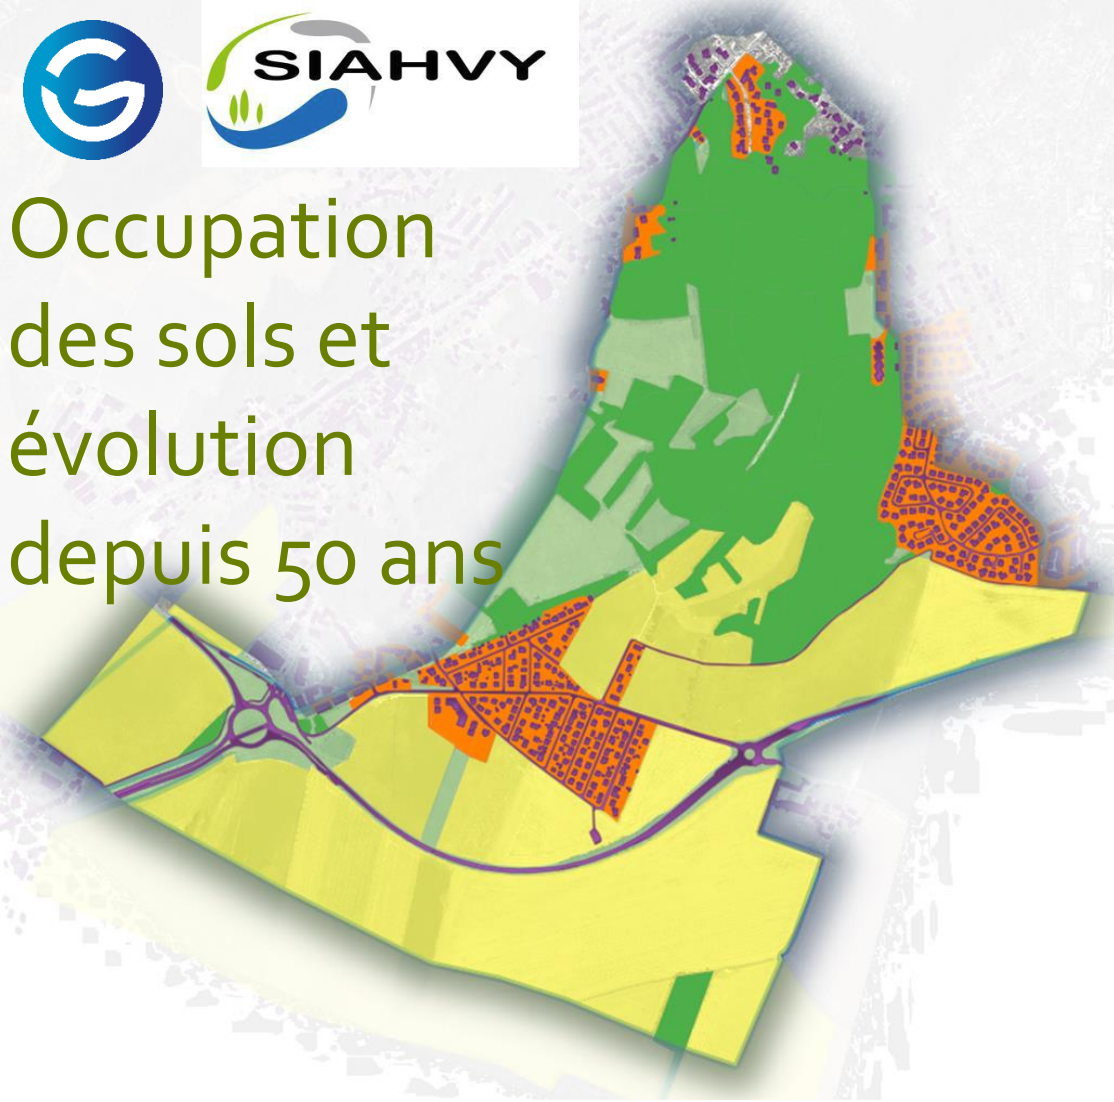 SIAHVY
Occupation
des sols et
évolution
depuis 50 ans